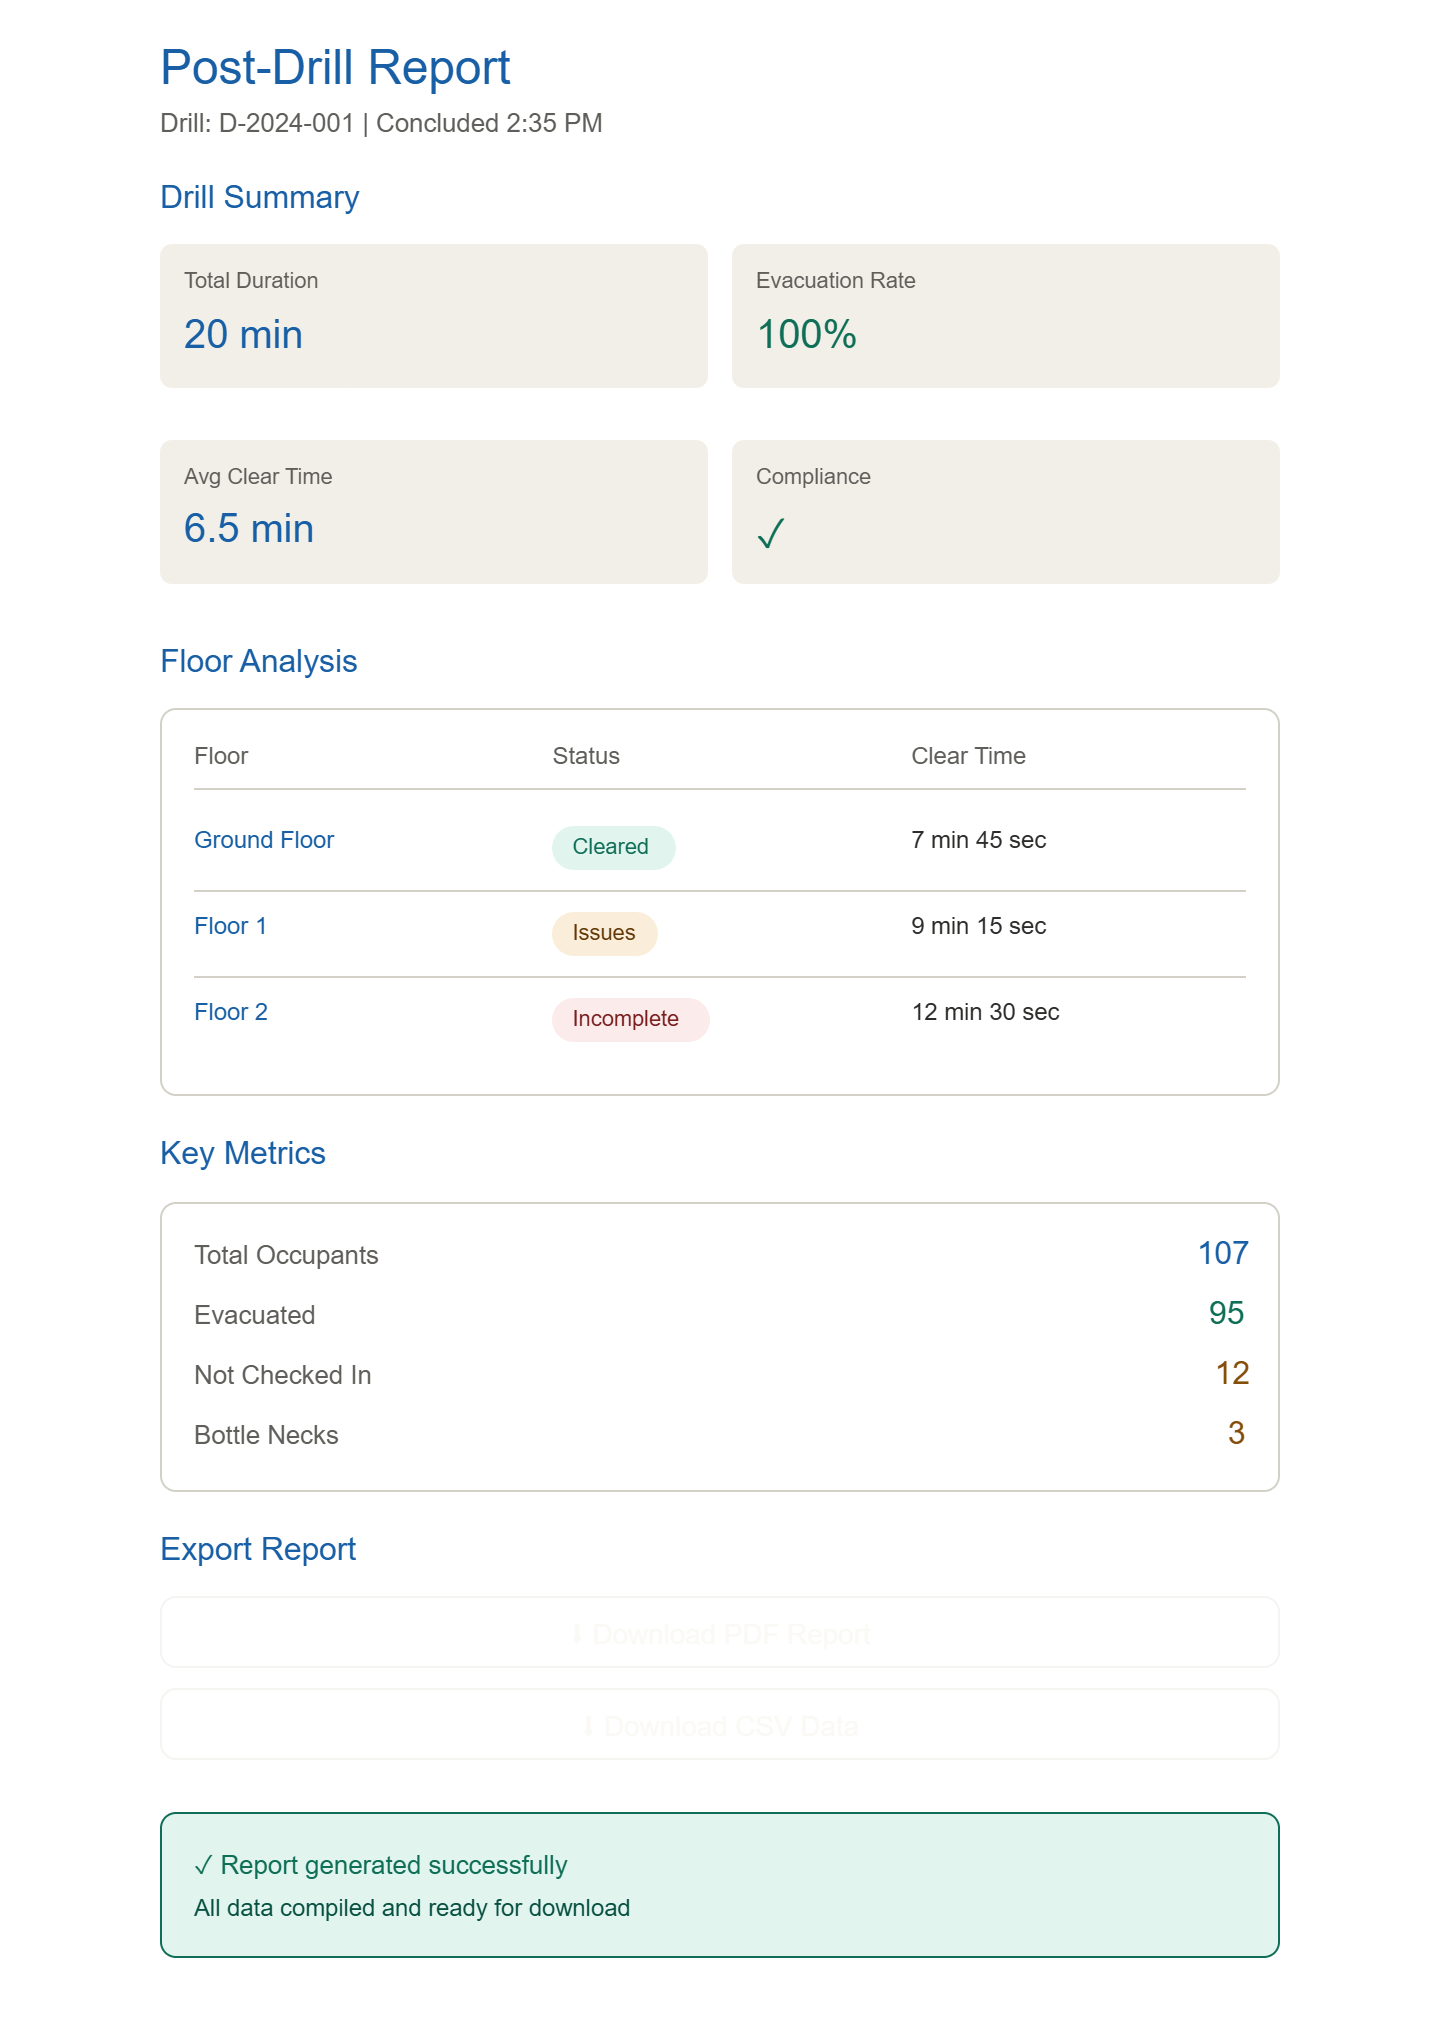 Post-Drill Report
Drill: D-2024-001 | Concluded 2:35 PM
Drill Summary
Total Duration
20 min
Evacuation Rate
100%
Avg Clear Time
6.5 min
Compliance
✓
Floor Analysis
Floor Status Clear Time
Ground Floor Cleared 7 min 45 sec
Floor 1 Issues 9 min 15 sec
Floor 2 Incomplete 12 min 30 sec
Key Metrics
Total Occupants 107
Evacuated 95
Not Checked In 12
Bottle Necks 3
Export Report
⬇ Download PDF Report
⬇ Download CSV Data
✓ Report generated successfully
All data compiled and ready for download